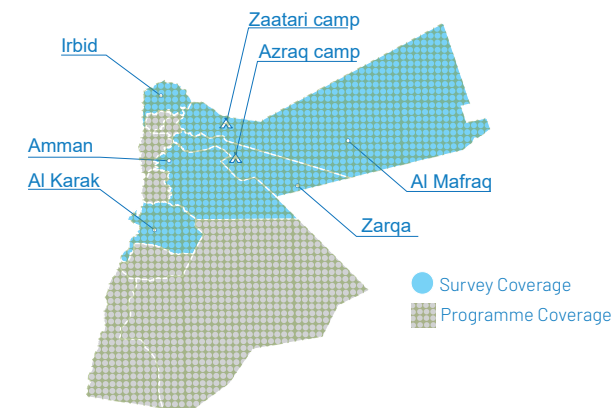 Zaatari camp
Irbid
Azraq camp
Amman
Al Karak
Al Mafraq
Zarqa
Survey Coverage
Programme Coverage